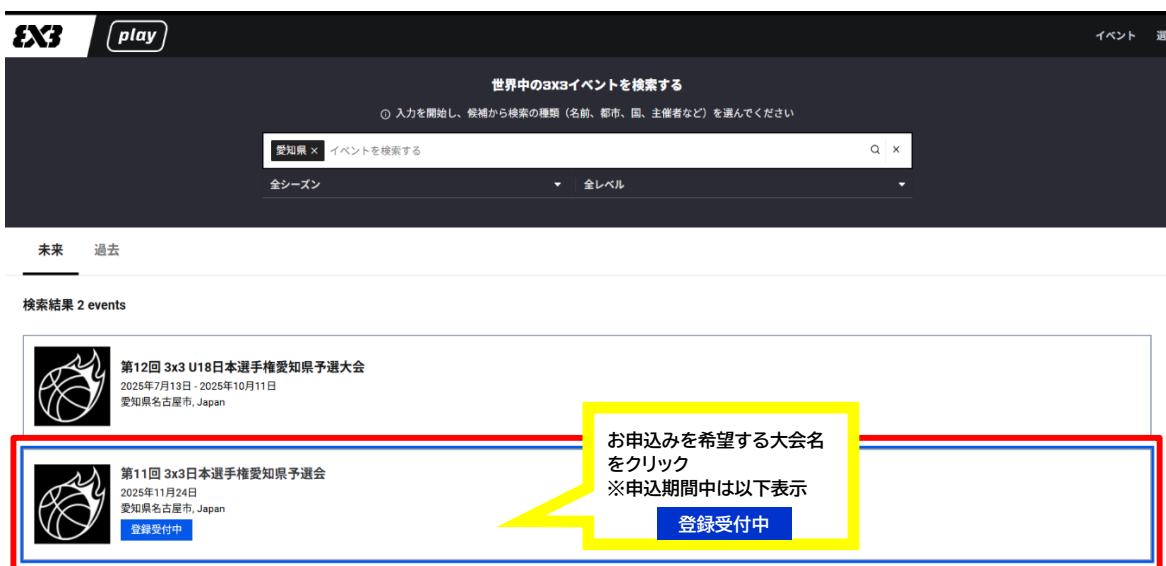 3X3
play
イベント
世界中の3X3イベントを検索する
入力を開始し、候補から検索の種類（名前、都市、国、主催者など）を選んでください
愛知県 × イベントを検索する
全シーズン 全レベル
未来 過去
検索結果 2 events
第12回 3x3 U18日本選手権愛知県予選大会
2025年7月13日 - 2025年10月11日
愛知県名古屋市, Japan
第11回 3x3日本選手権愛知県予選会
2025年11月24日
愛知県名古屋市, Japan
登録受付中
お申込みを希望する大会名
をクリック
※申込期間中は以下表示
登録受付中